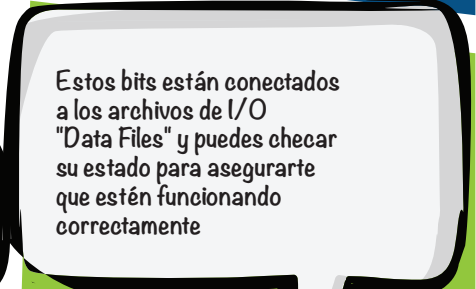 Estos bits están conectados
a los archivos de I/O
"Data Files" y puedes checar
su estado para asegurarte
que estén funcionando
correctamente